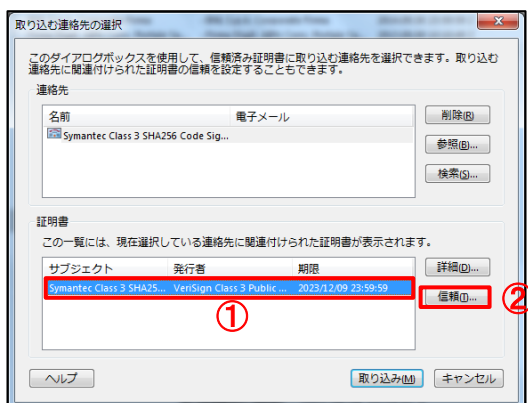 取り込む連絡先の選択
このダイアログボックスを使用して、信頼済み証明書に取り込む連絡先を選択できます。取り込む
連絡先に関連付けられた証明書の信頼を設定することもできます。
連絡先
名前 電子メール
Symantec Class 3 SHA256 Code Sig...
削除(R)
参照(B)...
検索(S)...
証明書
この一覧には、現在選択している連絡先に関連付けられた証明書が表示されます。
サブジェクト 発行者 期限
Symantec Class 3 SHA25... VeriSign Class 3 Public ... 2023/12/09 23:59:59
詳細(D)...
信頼(T)...
①
②
ヘルプ
取り込み(M)
キャンセル